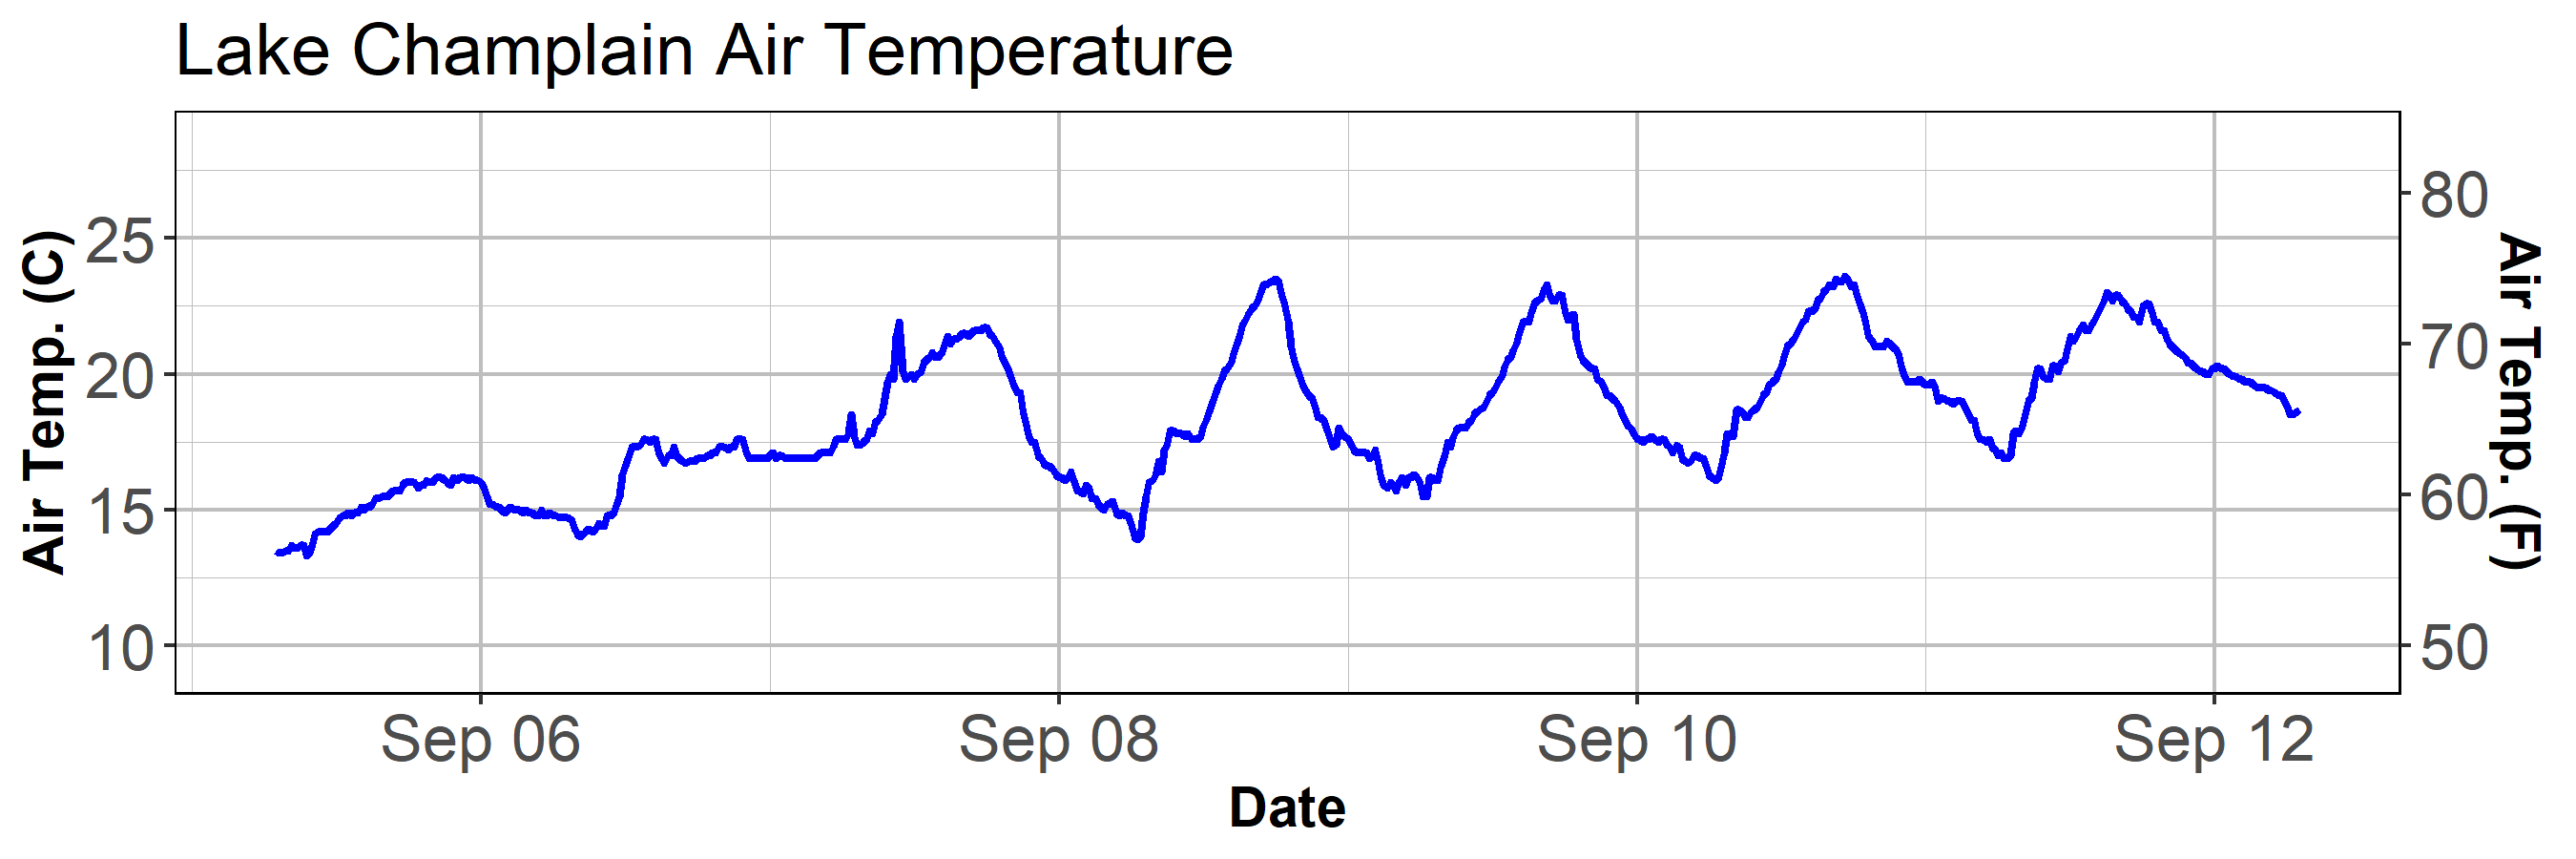 Lake Champlain Air Temperature
Air Temp. (C)
25
20
15
10
80
70
60
50
Air Temp. (F)
Sep 06
Sep 08
Sep 10
Sep 12
Date